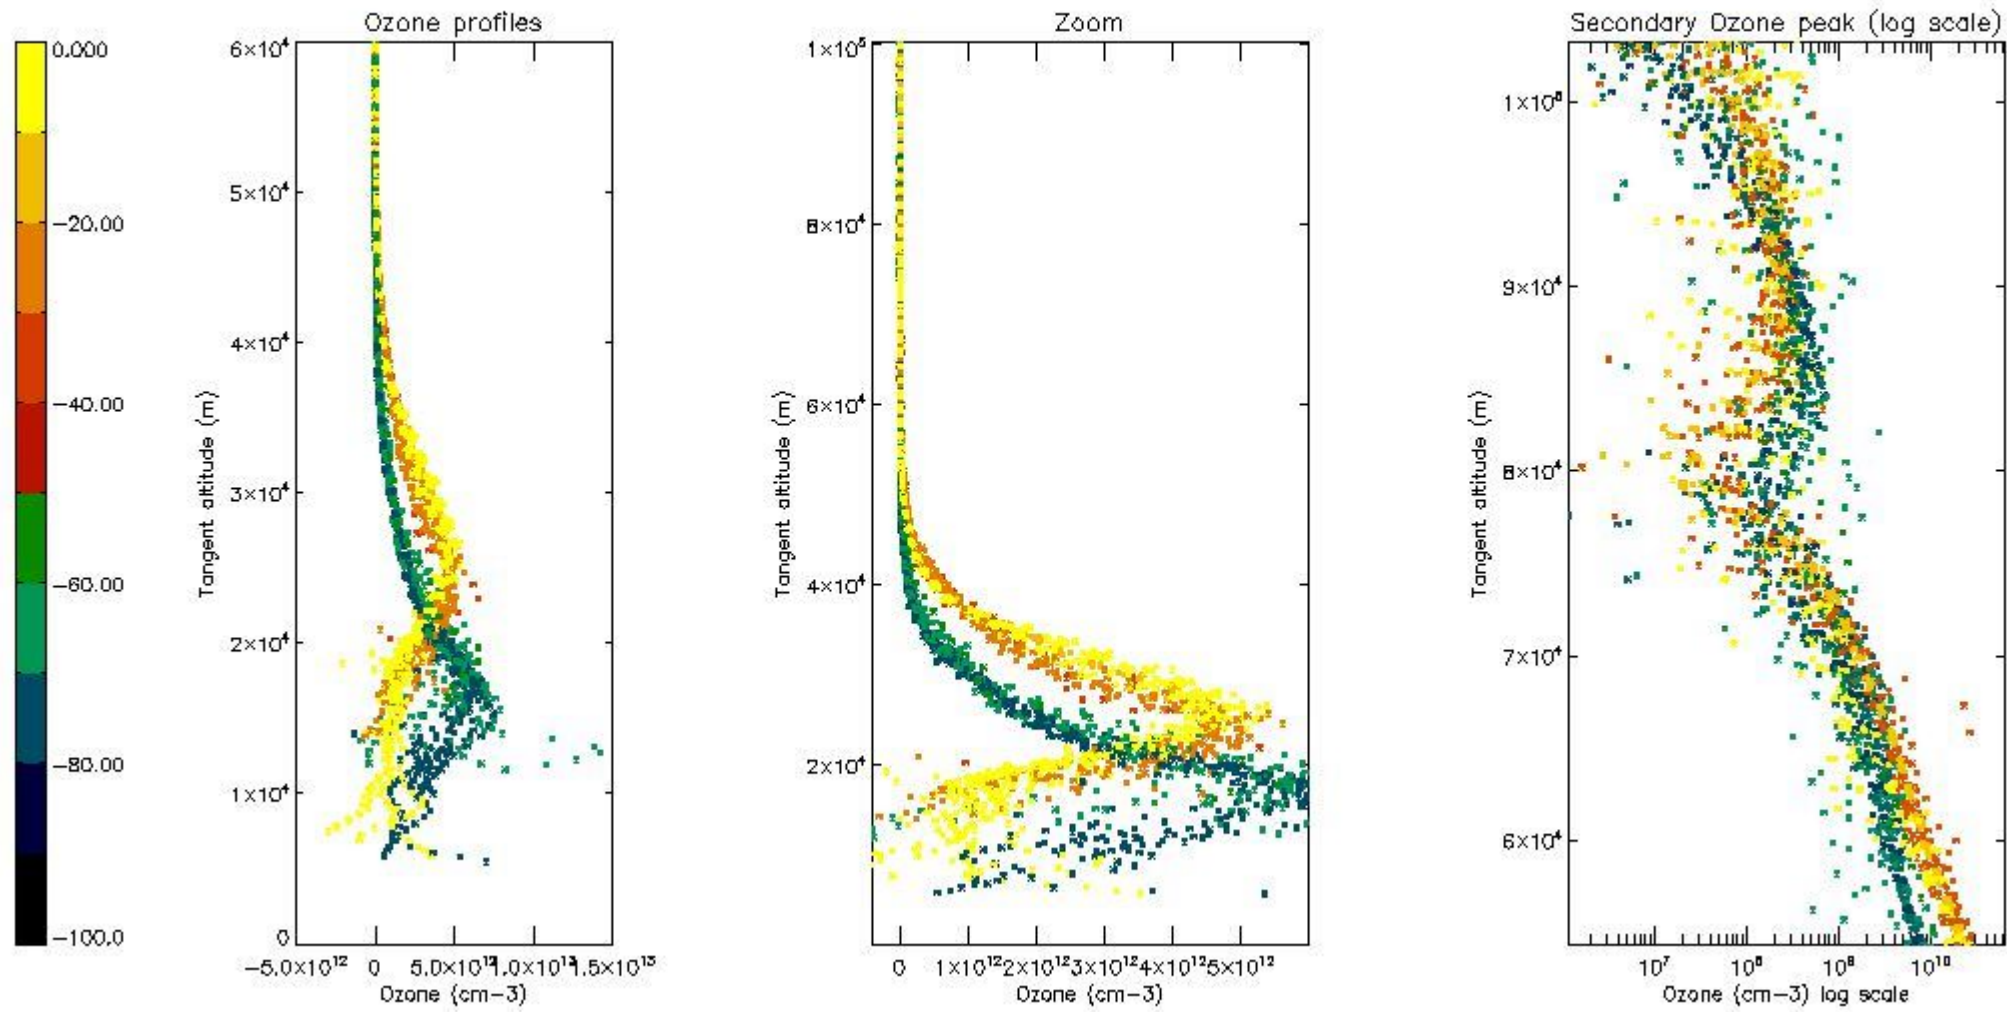 Ozone profiles
Zoom
Secondary Ozone peak (log scale)
0.000
−20.00
−40.00
−60.00
−80.00
−100.0
6×10⁴
5×10⁴
4×10⁴
3×10⁴
2×10⁴
1×10⁴
0
Tangent altitude (m)
−5.0×10¹² 0 5.0×10¹² 1.0×10¹³ 1.5×10¹³
Ozone (cm−3)
1×10⁵
8×10⁴
6×10⁴
4×10⁴
2×10⁴
Tangent altitude (m)
0 1×10¹² 2×10¹² 3×10¹² 4×10¹² 5×10¹²
Ozone (cm−3)
1×10⁵
9×10⁴
8×10⁴
7×10⁴
6×10⁴
Tangent altitude (m)
10⁷ 10⁸ 10⁹ 10¹⁰
Ozone (cm−3) log scale